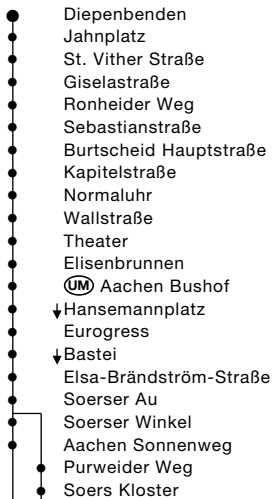 Diepenbenden
Jahnplatz
St. Vither Straße
Giselastraße
Ronheider Weg
Sebastianstraße
Burtscheid Hauptstraße
Kapitelstraße
Normaluhr
Wallstraße
Theater
Elisenbrunnen
UM Aachen Bushof
↓Hansemannplatz
Eurogress
↓Bastei
Elsa-Brändström-Straße
Soerser Au
Soerser Winkel
Aachen Sonnenweg
Purweider Weg
Soers Kloster